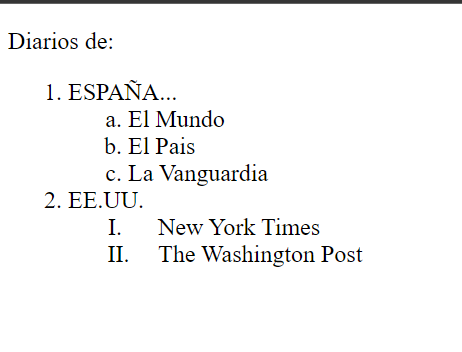 Diarios de:
1. ESPAÑA...
a. El Mundo
b. El Pais
c. La Vanguardia
2. EE.UU.
I. New York Times
II. The Washington Post